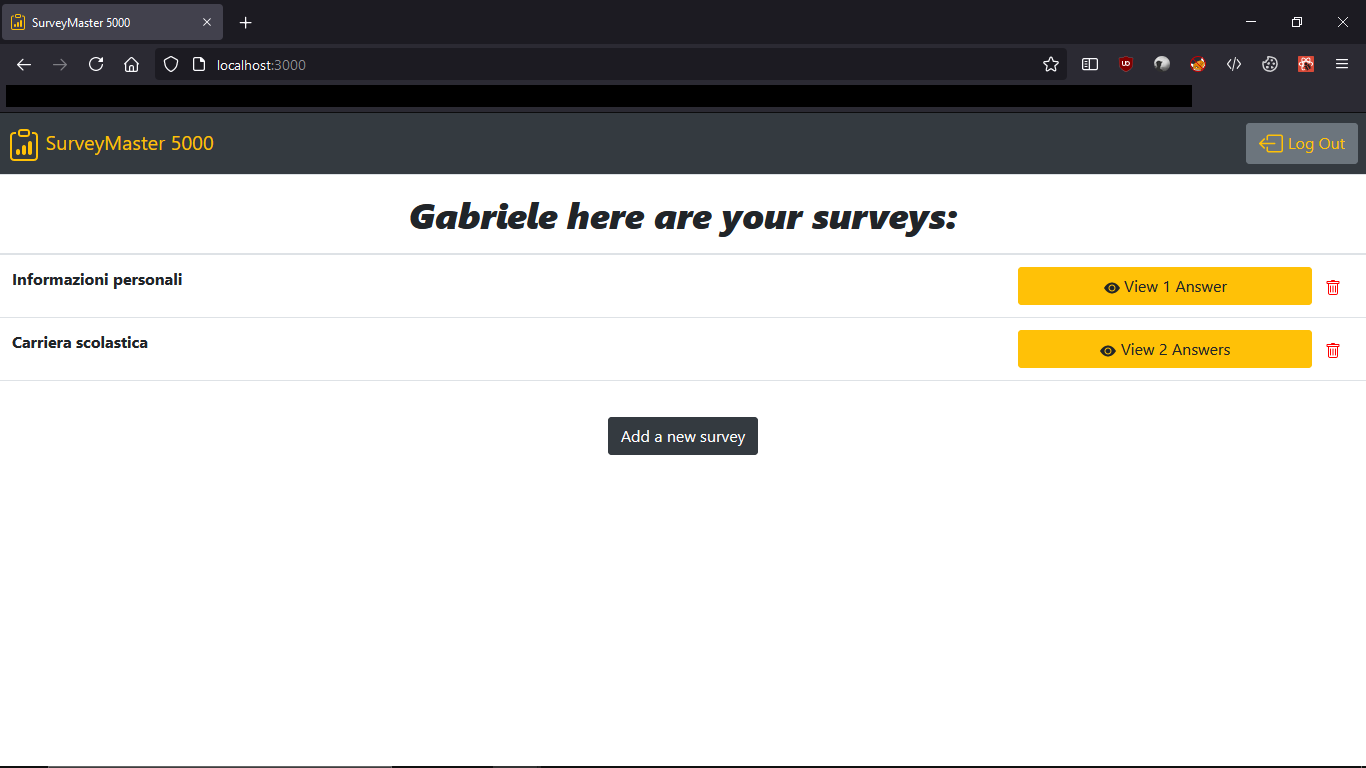 SurveyMaster 5000
localhost:3000
SurveyMaster 5000
Log Out
Gabriele here are your surveys:
Informazioni personali
View 1 Answer
Carriera scolastica
View 2 Answers
Add a new survey